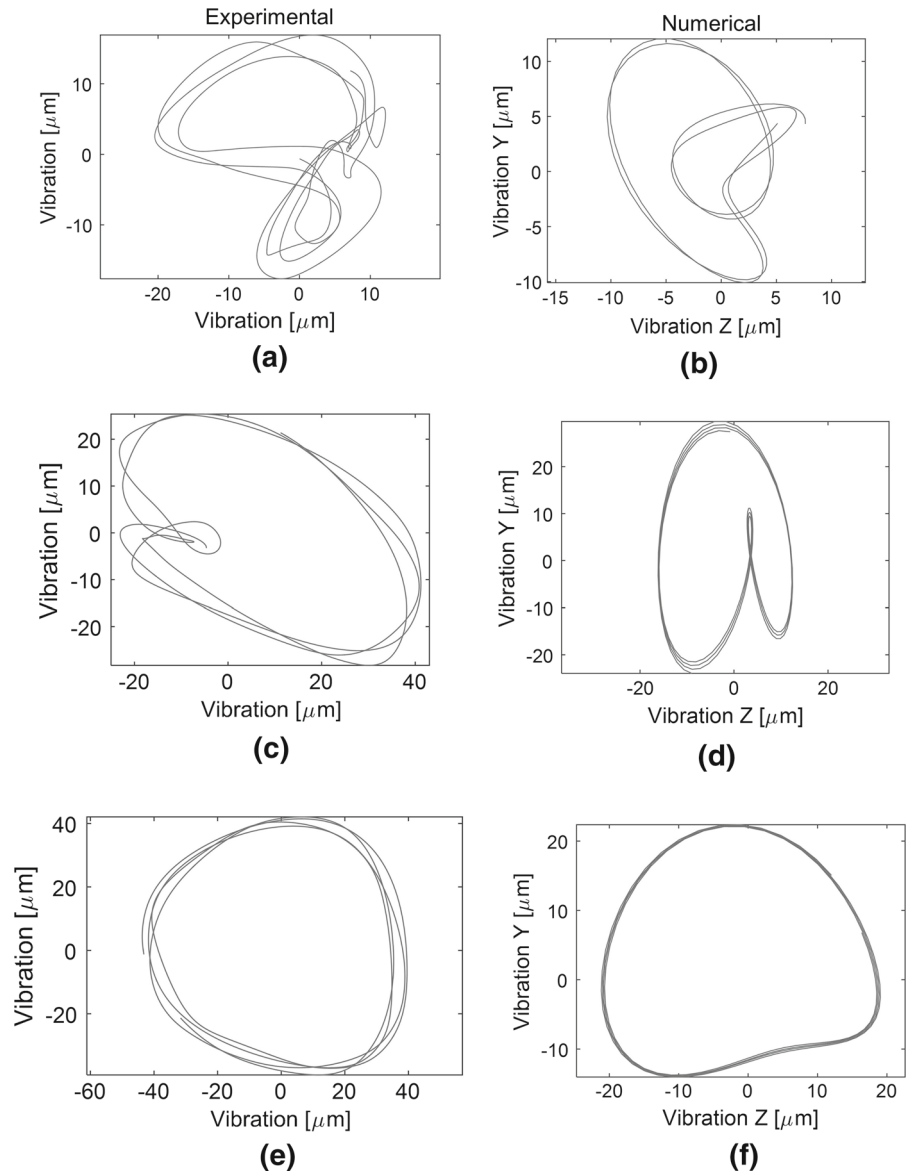 Experimental
Numerical
Vibration [μm]
10
0
-10
-20
0
10
-10
Vibration [μm]
(a)
Vibration Y [μm]
10
5
0
-5
-10
-15
-10
-5
0
5
10
Vibration Z [μm]
(b)
Vibration [μm]
20
10
0
-10
-20
-20
0
20
40
Vibration [μm]
(c)
Vibration Y [μm]
20
10
0
-10
-20
-20
0
20
Vibration Z [μm]
(d)
Vibration [μm]
40
20
0
-20
-60
-40
-20
0
20
40
Vibration [μm]
(e)
Vibration Y [μm]
20
10
0
-10
-20
-10
0
10
20
Vibration Z [μm]
(f)